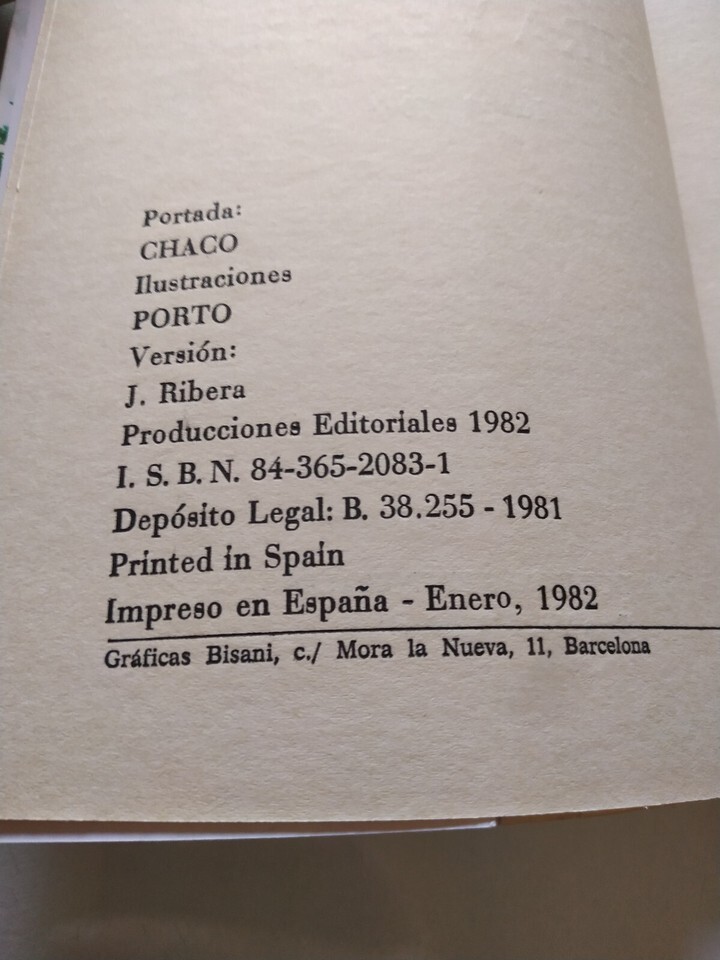 Portada:
CHACO
Ilustraciones
PORTO
Versión:
J. Ribera
Producciones Editoriales 1982
I. S. B. N. 84-365-2083-1
Depósito Legal: B. 38.255 - 1981
Printed in Spain
Impreso en España - Enero, 1982
Gráficas Bisani, c./ Mora la Nueva, 11, Barcelona